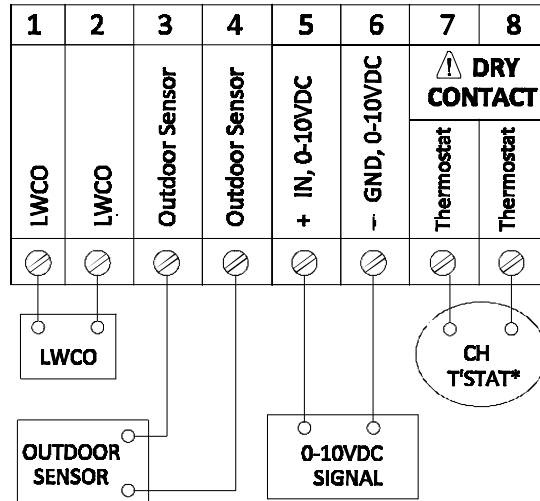 1 2 3 4 5 6 7 8
LWCO
LWCO
Outdoor Sensor
Outdoor Sensor
+ IN, 0-10VDC
- GND, 0-10VDC
⚠ DRY
CONTACT
Thermostat
Thermostat
LWCO
CH
T'STAT*
OUTDOOR
SENSOR
0-10VDC
SIGNAL